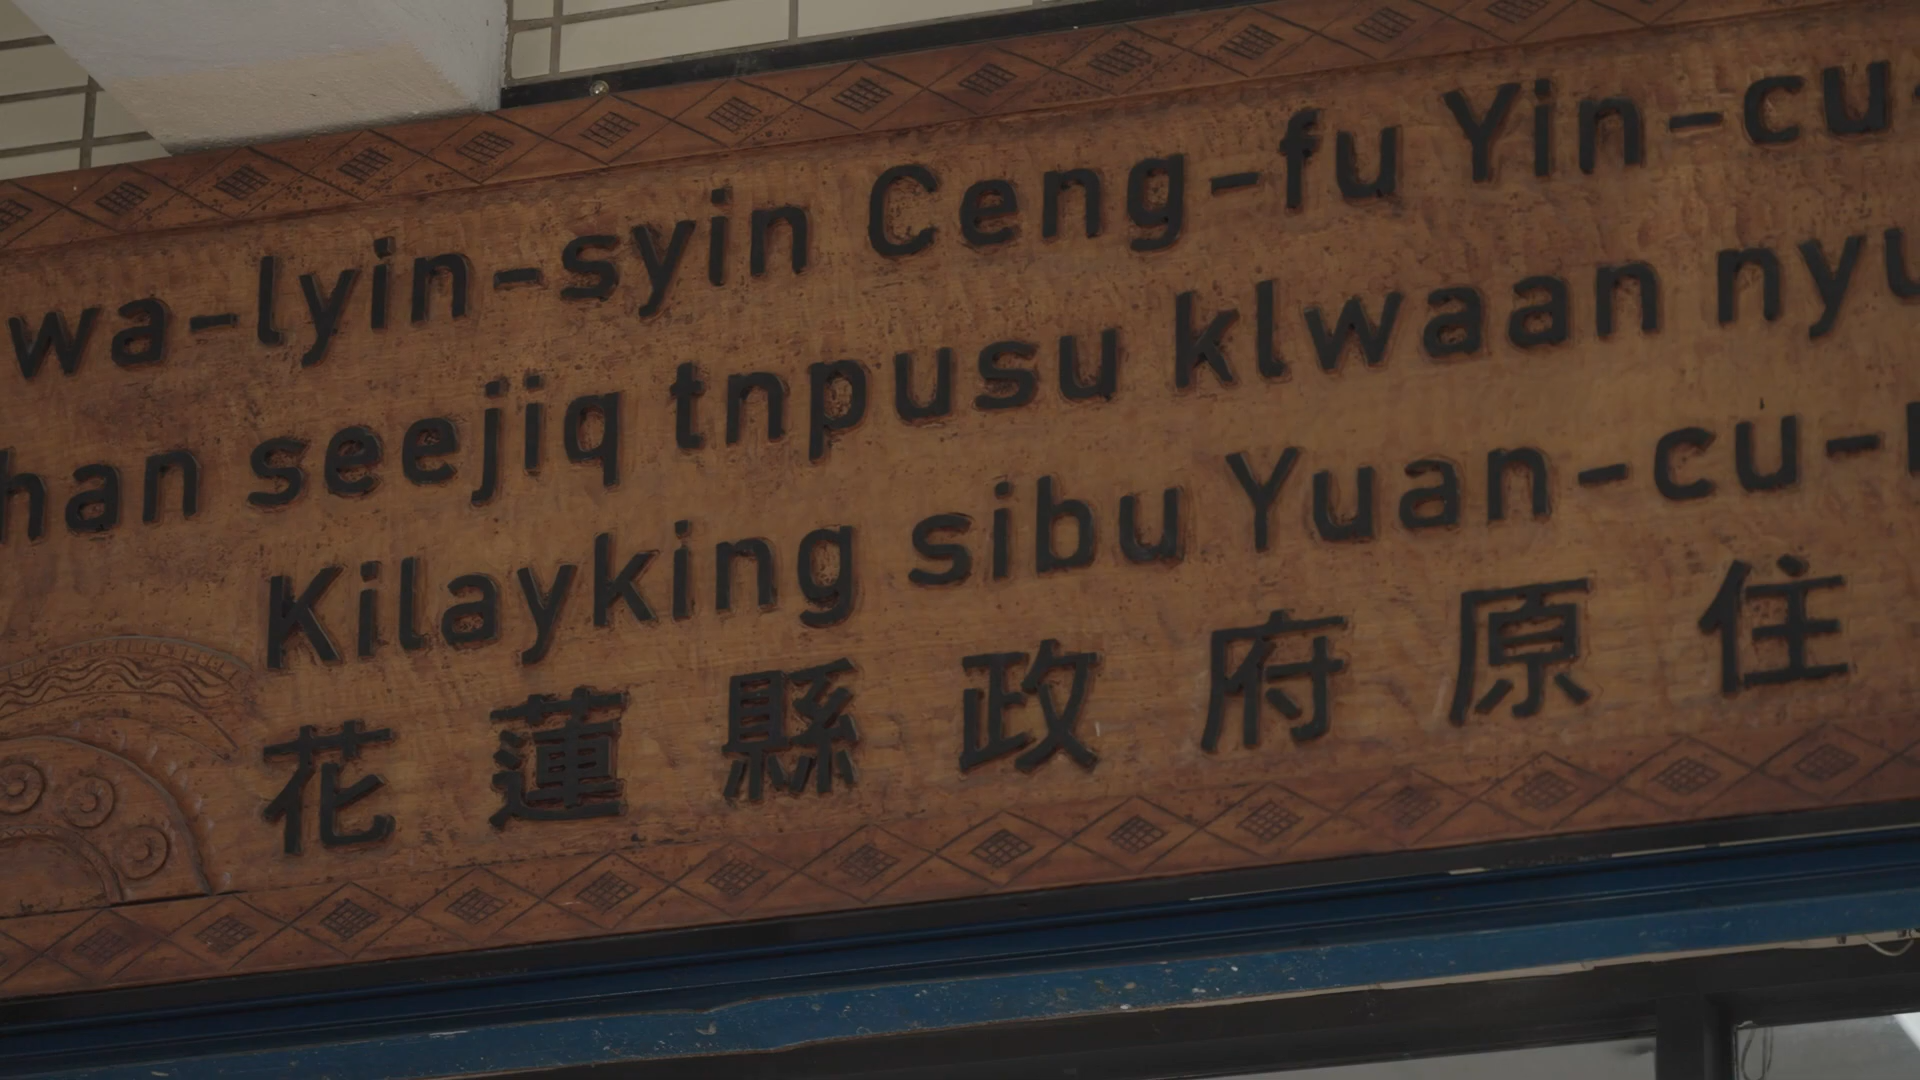 wa-lyin-syin Ceng-fu Yin-cu-
han seejiq tnpusu klwaan nyu
Kilayking sibu Yuan-cu-
花蓮縣政府原住